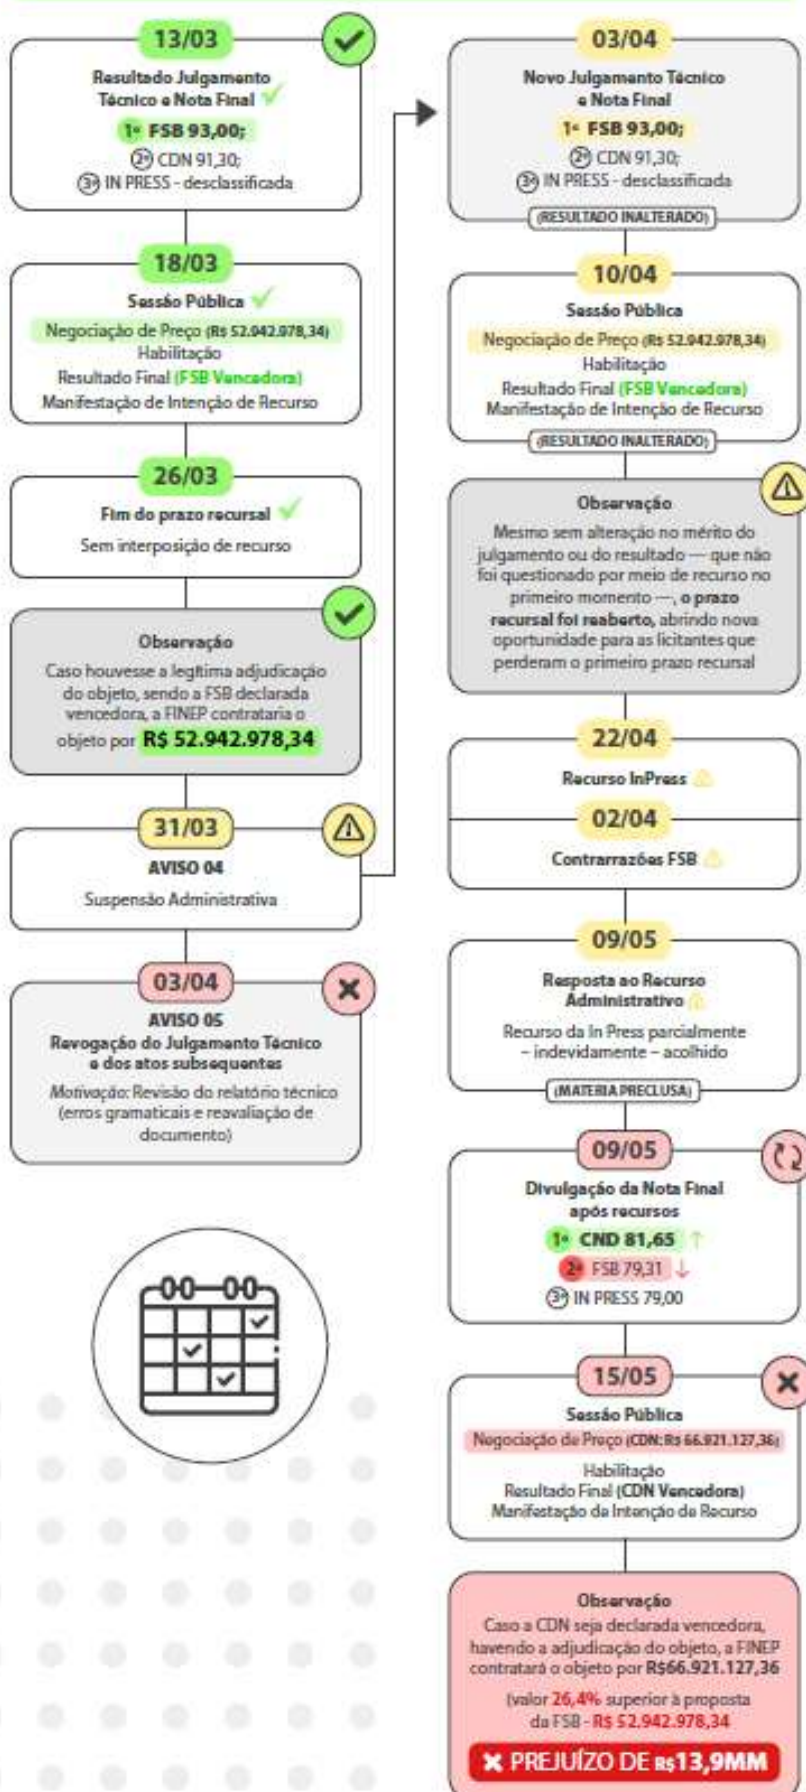 13/03
Resultado Julgamento
Técnico e Nota Final
1º FSB 93,00;
2º CDN 91,30;
3º IN PRESS - desclassificada
18/03
Sessão Pública
Negociação de Preço (R$ 52.942.978,34)
Habilitação
Resultado Final (FSB Vencedora)
Manifestação de Intenção de Recurso
26/03
Fim do prazo recursal
Sem interposição de recurso
Observação
Caso houvesse a legítima adjudicação
do objeto, sendo a FSB declarada
vencedora, a FINEP contrataria o
objeto por R$ 52.942.978,34
31/03
AVISO 04
Suspensão Administrativa
03/04
AVISO 05
Revogação do Julgamento Técnico
e dos atos subsequentes
Motivação: Revisão do relatório técnico
(erros gramaticais e reavaliação de
documento)
03/04
Novo Julgamento Técnico
e Nota Final
1º FSB 93,00;
2º CDN 91,30;
3º IN PRESS - desclassificada
(RESULTADO INALTERADO)
10/04
Sessão Pública
Negociação de Preço (R$ 52.942.978,34)
Habilitação
Resultado Final (FSB Vencedora)
Manifestação de Intenção de Recurso
(RESULTADO INALTERADO)
Observação
Mesmo sem alteração no mérito do
julgamento ou do resultado — que não
foi questionado por meio de recurso no
primeiro momento —, o prazo
recursal foi reaberto, abrindo nova
oportunidade para as licitantes que
perderam o primeiro prazo recursal
22/04
Recurso InPress
02/04
Contrarrazões FSB
09/05
Resposta ao Recurso
Administrativo
Recurso da In Press parcialmente
– indevidamente – acolhido
(MATERIA PRECLUSA)
09/05
Divulgação da Nota Final
após recursos
1º CND 81,65 ↑
2º FSB 79,31 ↓
3º IN PRESS 79,00
15/05
Sessão Pública
Negociação de Preço (CDN: R$ 66.921.127,36)
Habilitação
Resultado Final (CDN Vencedora)
Manifestação de Intenção de Recurso
Observação
Caso a CDN seja declarada vencedora,
havendo a adjudicação do objeto, a FINEP
contratará o objeto por R$66.921.127,36
(valor 26,4% superior à proposta
da FSB - R$ 52.942.978,34
PREJUÍZO DE R$13,9MM